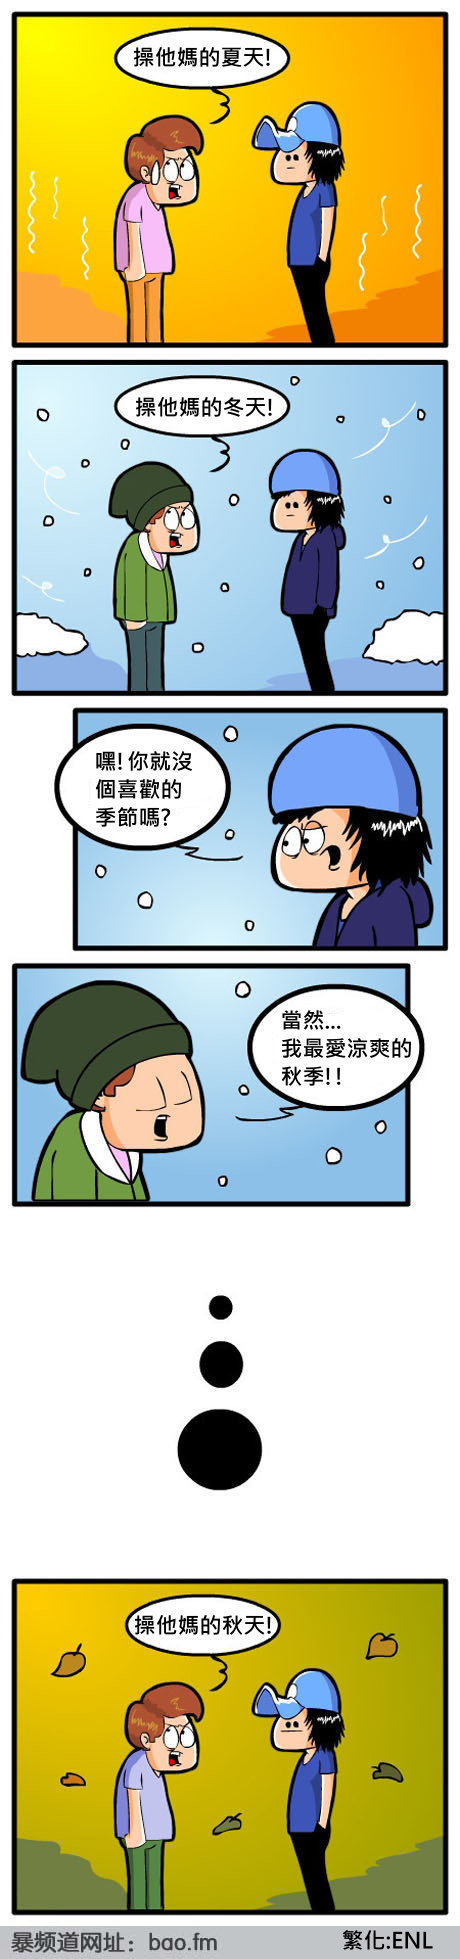 操他媽的夏天!
操他媽的冬天!
嘿!你就沒
個喜歡的
季節嗎?
當然...
我最愛涼爽的
秋季!!
操他媽的秋天!
暴频道网址：bao.fm
繁化:ENL